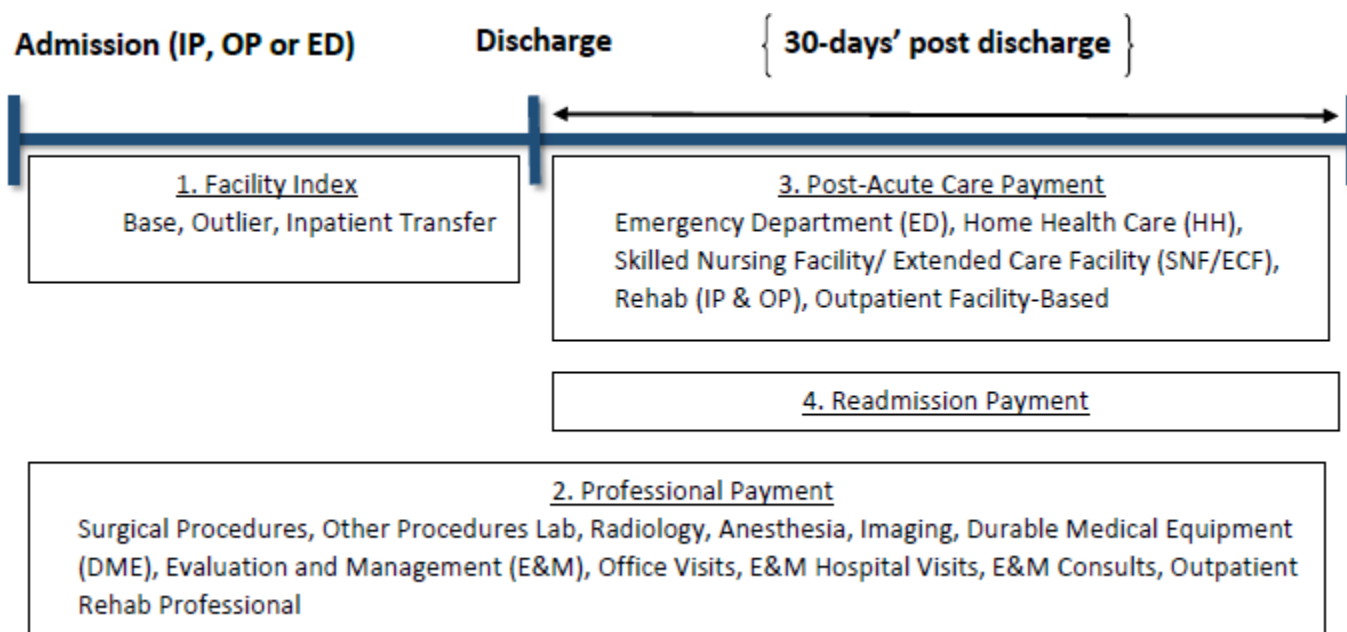 Admission (IP, OP or ED)
Discharge
{ 30-days’ post discharge }
1. Facility Index
Base, Outlier, Inpatient Transfer
3. Post-Acute Care Payment
Emergency Department (ED), Home Health Care (HH),
Skilled Nursing Facility/ Extended Care Facility (SNF/ECF),
Rehab (IP & OP), Outpatient Facility-Based
4. Readmission Payment
2. Professional Payment
Surgical Procedures, Other Procedures Lab, Radiology, Anesthesia, Imaging, Durable Medical Equipment
(DME), Evaluation and Management (E&M), Office Visits, E&M Hospital Visits, E&M Consults, Outpatient
Rehab Professional